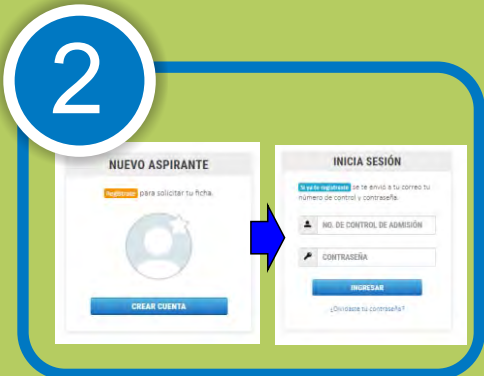 2
NUEVO ASPIRANTE
Regístrate para solicitar tu ficha.
CREAR CUENTA
INICIA SESIÓN
Si ya te registraste se te envió a tu correo tu
número de control y contraseña.
NO. DE CONTROL DE ADMISIÓN
CONTRASEÑA
INGRESAR
¿Olvidaste tu contraseña?